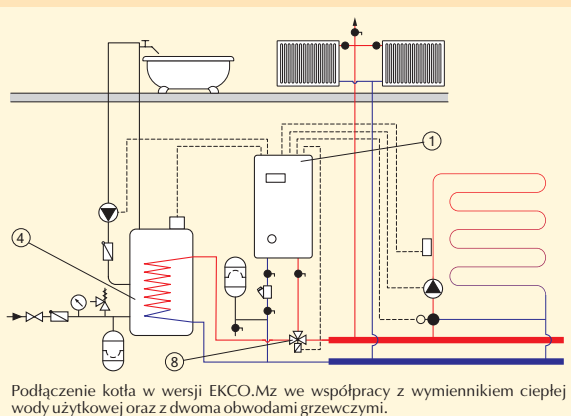 1
4
8
Podłączenie kotła w wersji EKCO.Mz we współpracy z wymiennikiem ciepłej
wody użytkowej oraz z dwoma obwodami grzewczymi.